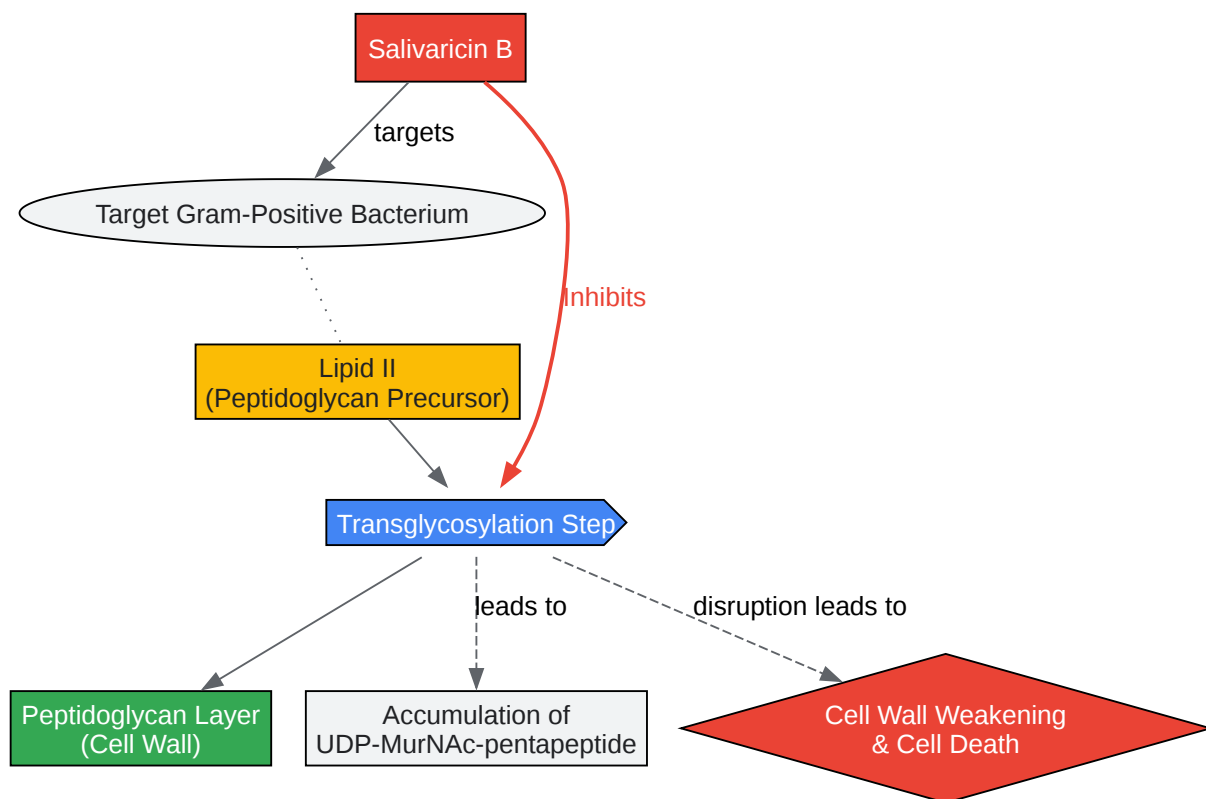 Salivaricin B
targets
Target Gram-Positive Bacterium
Inhibits
Lipid II
(Peptidoglycan Precursor)
Transglycosylation Step
leads to
disruption leads to
Peptidoglycan Layer
(Cell Wall)
Accumulation of
UDP-MurNAc-pentapeptide
Cell Wall Weakening
& Cell Death